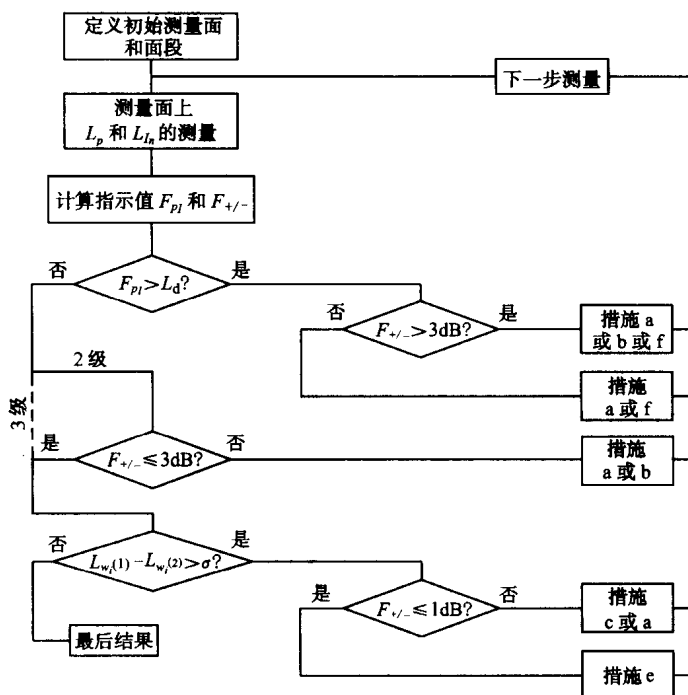 定义初始测量面
和面段
下一步测量
测量面上
L_p 和 L_{In} 的测量
计算指示值 F_{pI} 和 F_{+/-}
否
F_{pI}>L_d?
是
否
F_{+/-}>3dB?
是
措施 a
或 b 或 f
2 级
措施
a 或 f
3 级
是
F_{+/-}≤3dB?
否
措施
a 或 b
否
L_{w_i}(1)-L_{w_i}(2)>σ?
是
是
F_{+/-}≤1dB?
否
措施
c 或 a
最后结果
措施 e